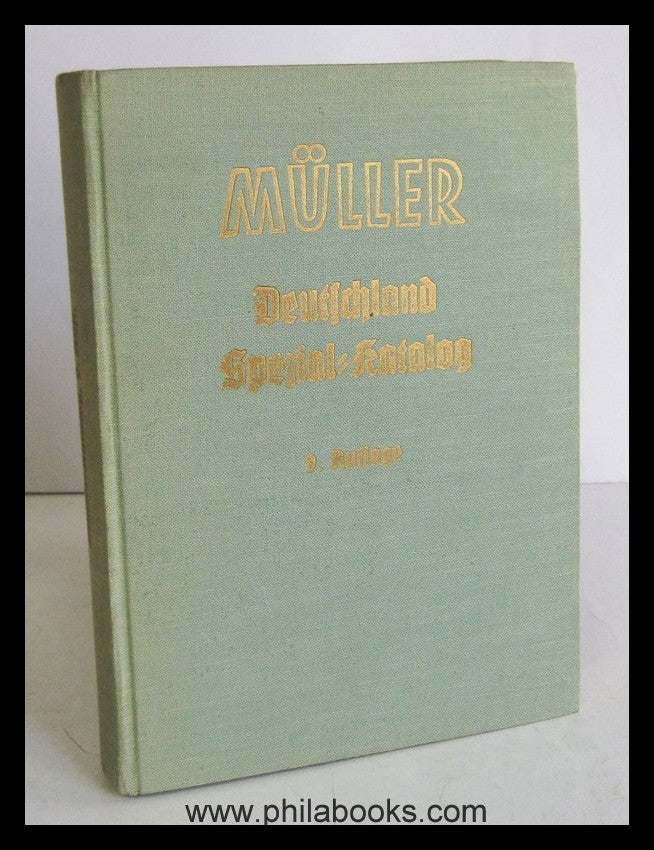 MÜLLER
Deutschland
Spezial-Katalog
9. Auflage
www.philabooks.com